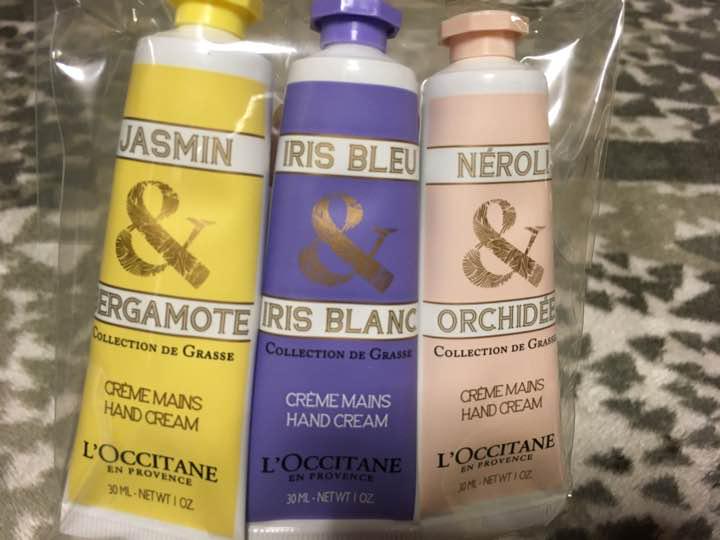 JASMIN
&
BERGAMOTE
COLLECTION DE GRASSE
CRÈME MAINS
HAND CREAM
L'OCCITANE
EN PROVENCE
30 ML - NET WT 1 OZ.
IRIS BLEU
&
IRIS BLANC
COLLECTION DE GRASSE
CRÈME MAINS
HAND CREAM
L'OCCITANE
EN PROVENCE
30 ML - NET WT 1 OZ.
NÉROLI
&
ORCHIDÉE
COLLECTION DE GRASSE
CRÈME MAINS
HAND CREAM
L'OCCITANE
EN PROVENCE
30 ML - NET WT 1 OZ.